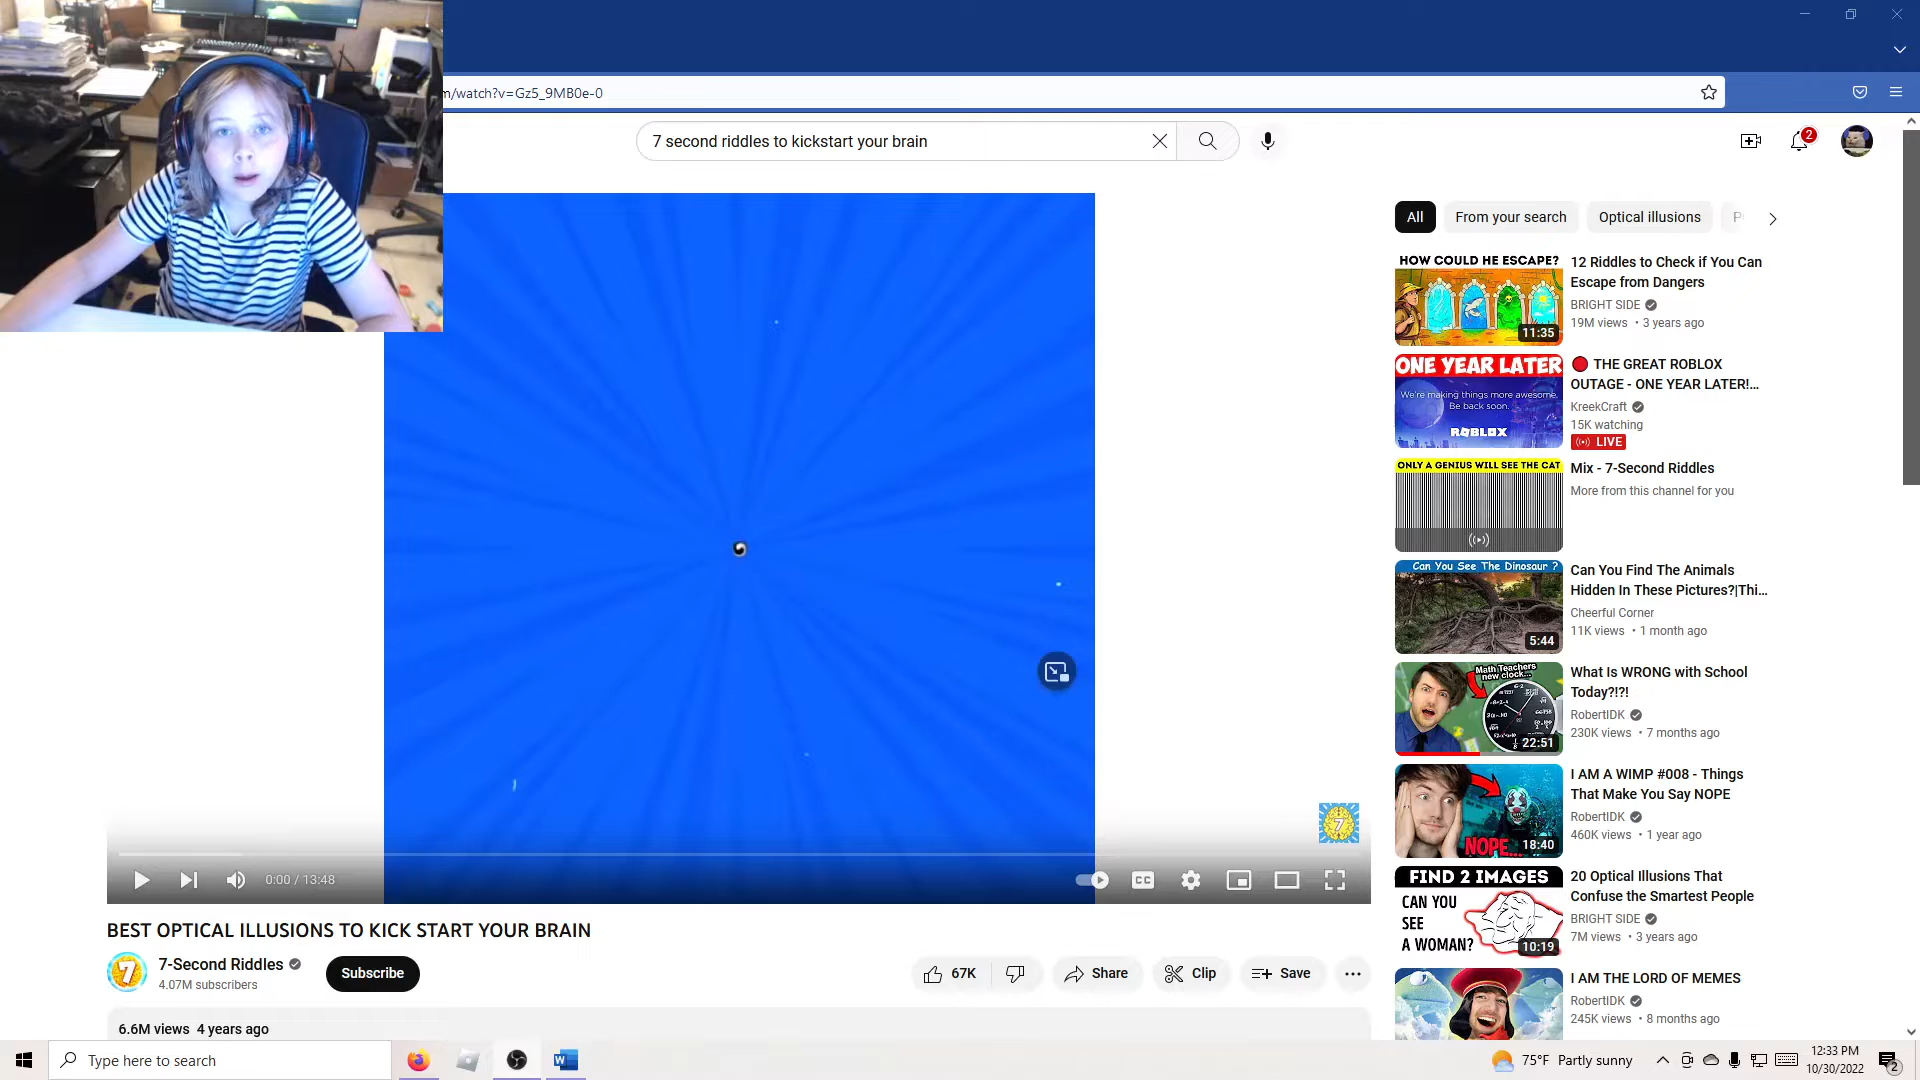 m/watch?v=Gz5_9MB0e-0
7 second riddles to kickstart your brain
2
All
From your search
Optical illusions
HOW COULD HE ESCAPE?
11:35
12 Riddles to Check if You Can
Escape from Dangers
BRIGHT SIDE
19M views • 3 years ago
ONE YEAR LATER
We're making things more awesome.
Be back soon.
ROBLOX
THE GREAT ROBLOX
OUTAGE - ONE YEAR LATER!...
KreekCraft
15K watching
LIVE
ONLY A GENIUS WILL SEE THE CAT
Mix - 7-Second Riddles
More from this channel for you
Can You See The Dinosaur ?
5:44
Can You Find The Animals
Hidden In These Pictures?|Thi...
Cheerful Corner
11K views • 1 month ago
Math Teachers
new clock...
22:51
What Is WRONG with School
Today?!?!
RobertIDK
230K views • 7 months ago
NOPE
18:40
I AM A WIMP #008 - Things
That Make You Say NOPE
RobertIDK
460K views • 1 year ago
FIND 2 IMAGES
CAN YOU
SEE
A WOMAN?
10:19
20 Optical Illusions That
Confuse the Smartest People
BRIGHT SIDE
7M views • 3 years ago
I AM THE LORD OF MEMES
RobertIDK
245K views • 8 months ago
7
0:00 / 13:48
CC
BEST OPTICAL ILLUSIONS TO KICK START YOUR BRAIN
7
7-Second Riddles
4.07M subscribers
Subscribe
67K
Share
Clip
Save
6.6M views 4 years ago
Type here to search
W
75°F Partly sunny
12:33 PM
10/30/2022
2